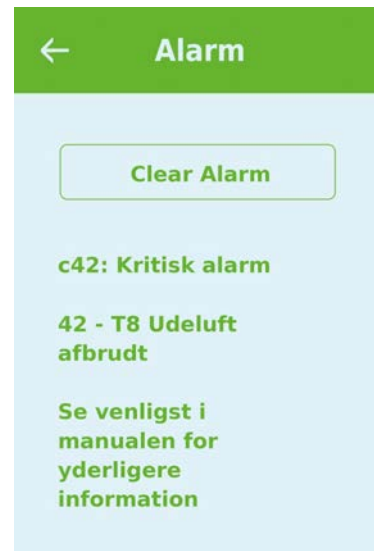 Alarm
Clear Alarm
c42: Kritisk alarm
42 - T8 Udeluft
afbrudt
Se venligst i
manualen for
yderligere
information